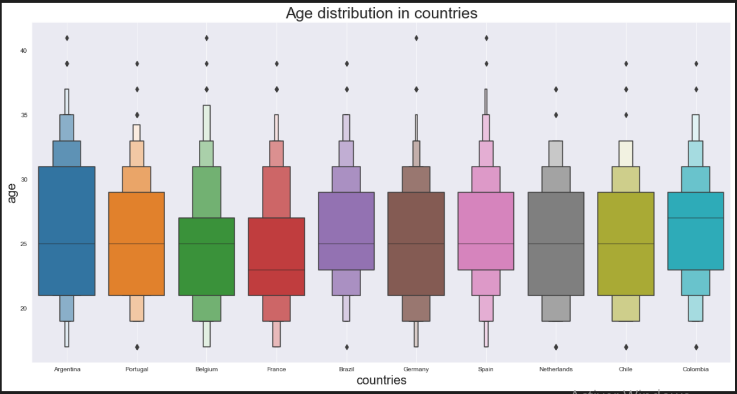 Age distribution in countries
40
35
30
25
20
age
Argentina Portugal Belgium France Brazil Germany Spain Netherlands Chile Colombia
countries